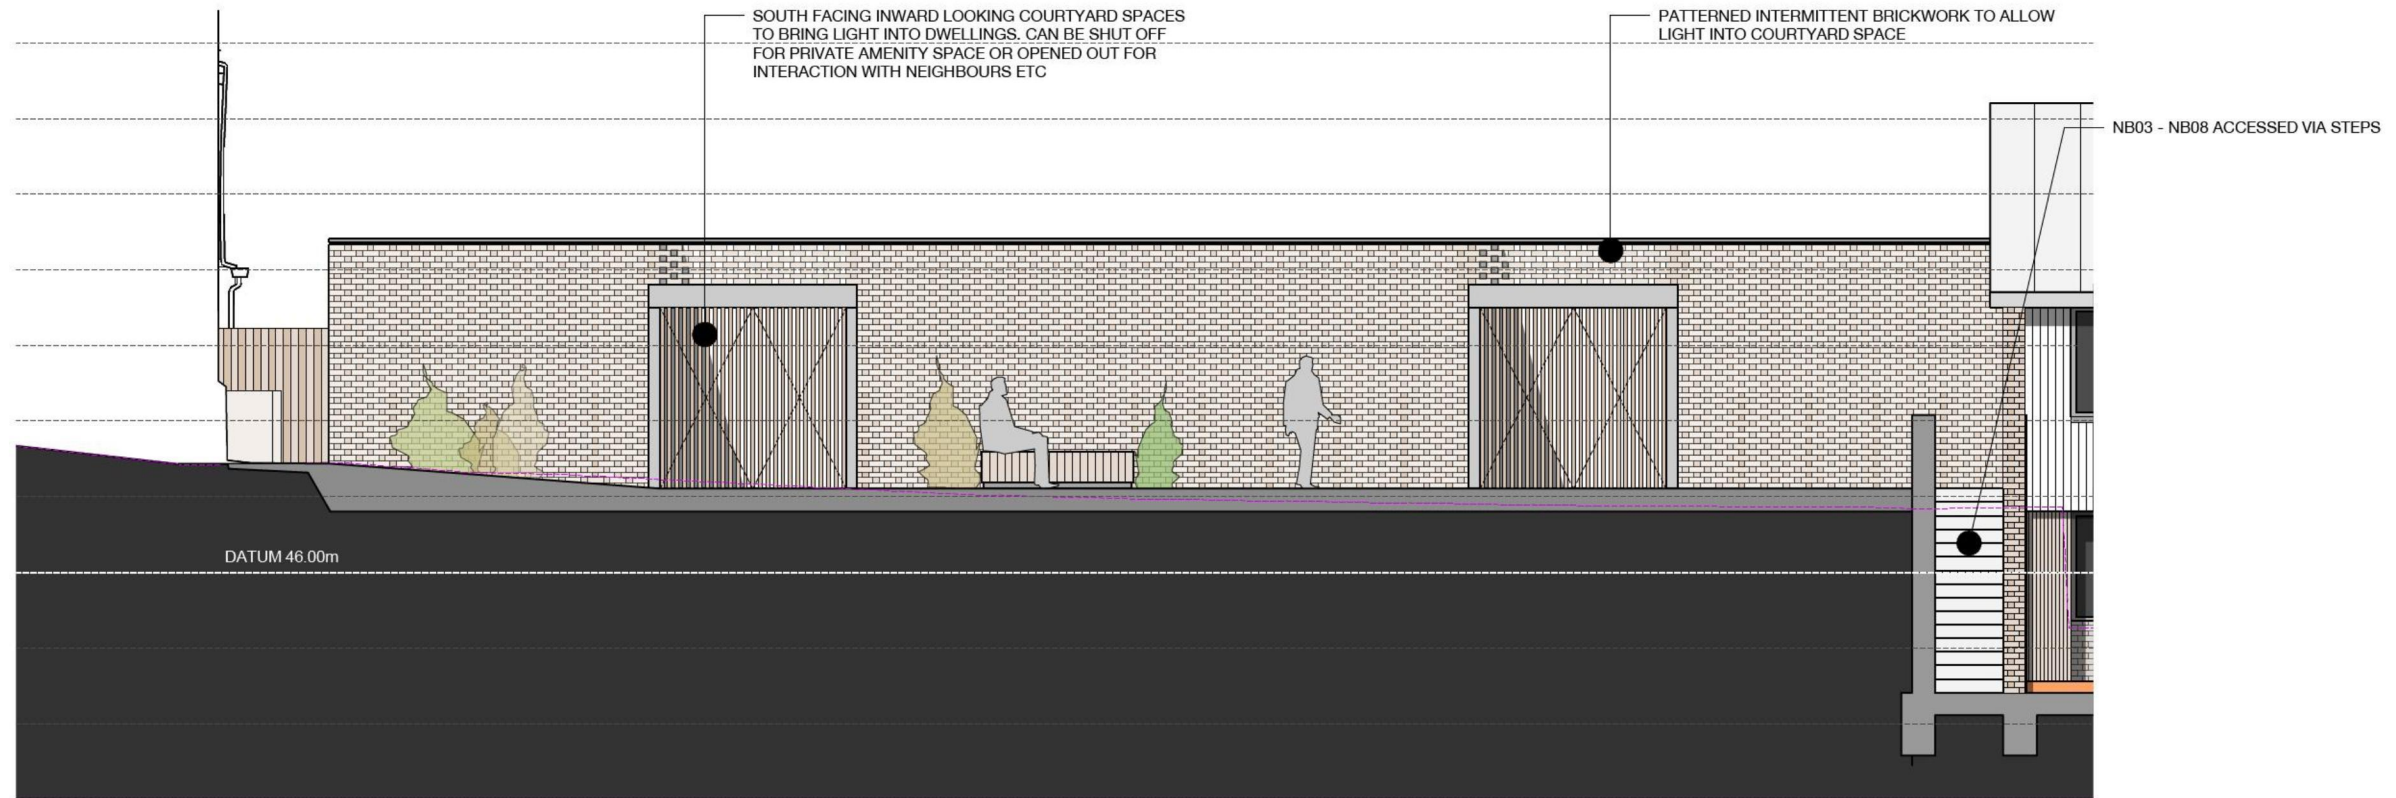 SOUTH FACING INWARD LOOKING COURTYARD SPACES
TO BRING LIGHT INTO DWELLINGS. CAN BE SHUT OFF
FOR PRIVATE AMENITY SPACE OR OPENED OUT FOR
INTERACTION WITH NEIGHBOURS ETC
PATTERNED INTERMITTENT BRICKWORK TO ALLOW
LIGHT INTO COURTYARD SPACE
NB03 - NB08 ACCESSED VIA STEPS
DATUM 46.00m